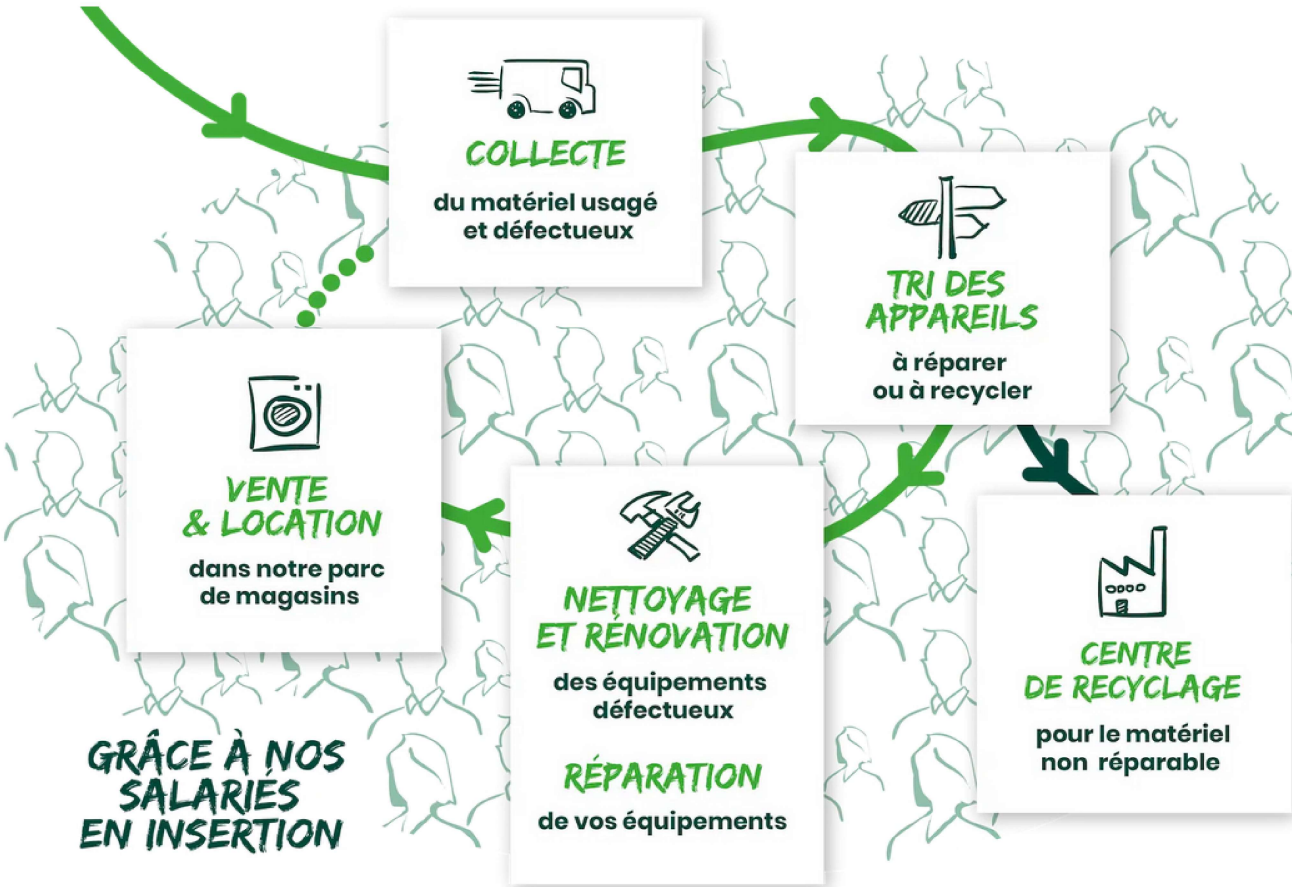 COLLECTE
du matériel usagé
et défectueux
TRI DES
APPAREILS
à réparer
ou à recycler
VENTE
& LOCATION
dans notre parc
de magasins
NETTOYAGE
ET RÉNOVATION
des équipements
défectueux
RÉPARATION
de vos équipements
CENTRE
DE RECYCLAGE
pour le matériel
non réparable
GRÂCE À NOS
SALARIÉS
EN INSERTION